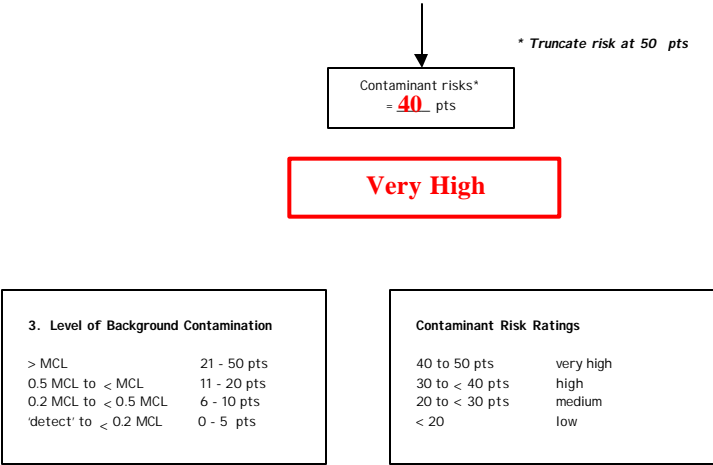 * Truncate risk at 50 pts
Contaminant risks*
= 40 pts
Very High
3. Level of Background Contamination
> MCL 21 - 50 pts
0.5 MCL to < MCL 11 - 20 pts
0.2 MCL to < 0.5 MCL 6 - 10 pts
'detect' to < 0.2 MCL 0 - 5 pts
Contaminant Risk Ratings
40 to 50 pts very high
30 to < 40 pts high
20 to < 30 pts medium
< 20 low